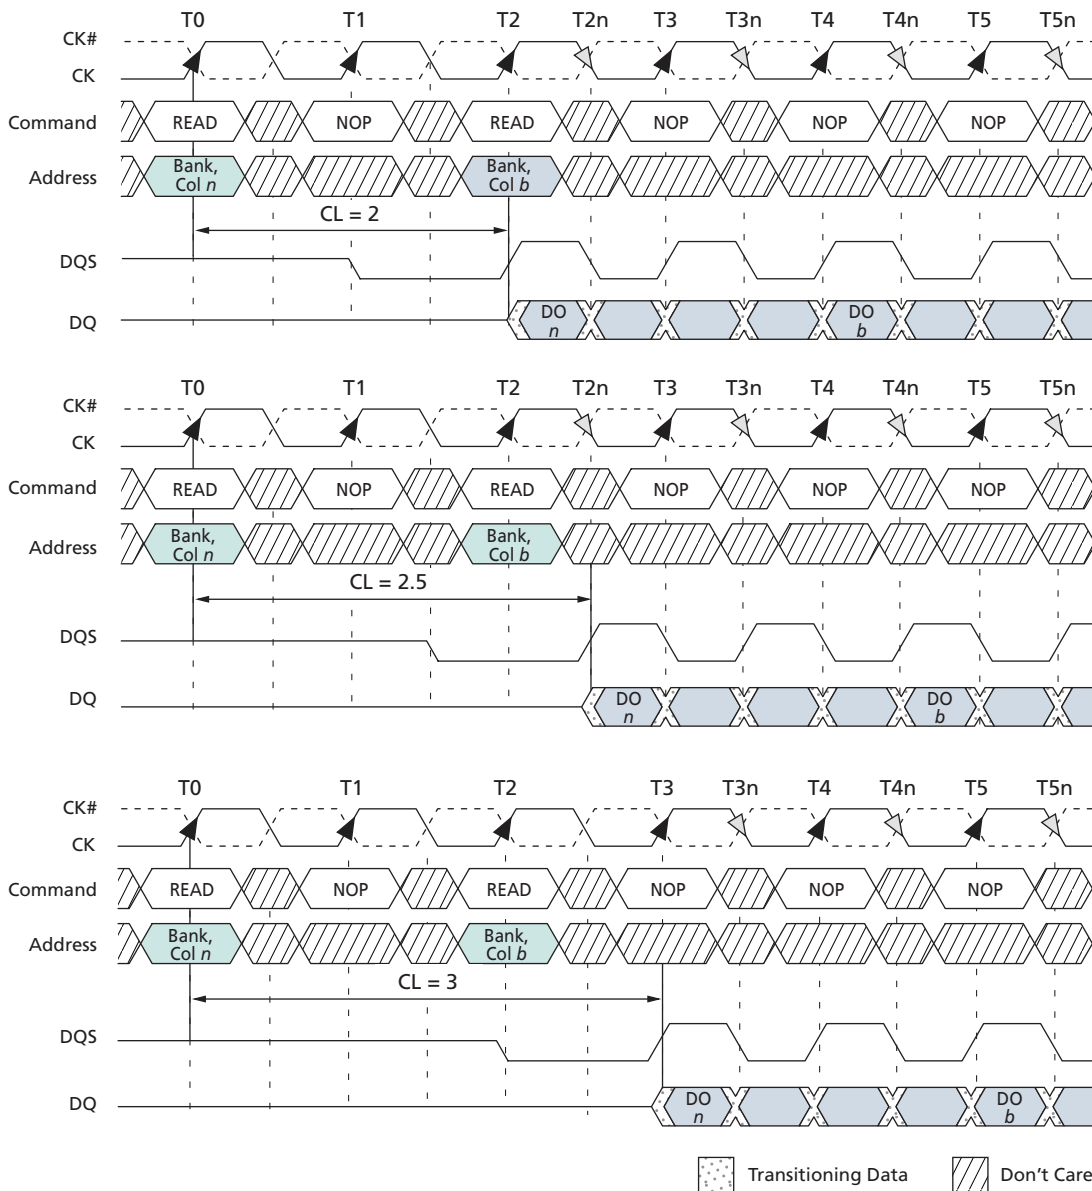 T0 T1 T2 T2n T3 T3n T4 T4n T5 T5n
CK#
CK
Command READ NOP READ NOP NOP NOP
Address Bank, Col n Bank, Col b
CL = 2
DQS
DQ DO n DO b
T0 T1 T2 T2n T3 T3n T4 T4n T5 T5n
CK#
CK
Command READ NOP READ NOP NOP NOP
Address Bank, Col n Bank, Col b
CL = 2.5
DQS
DQ DO n DO b
T0 T1 T2 T3 T3n T4 T4n T5 T5n
CK#
CK
Command READ NOP READ NOP NOP NOP
Address Bank, Col n Bank, Col b
CL = 3
DQS
DQ DO n DO b
Transitioning Data Don't Care